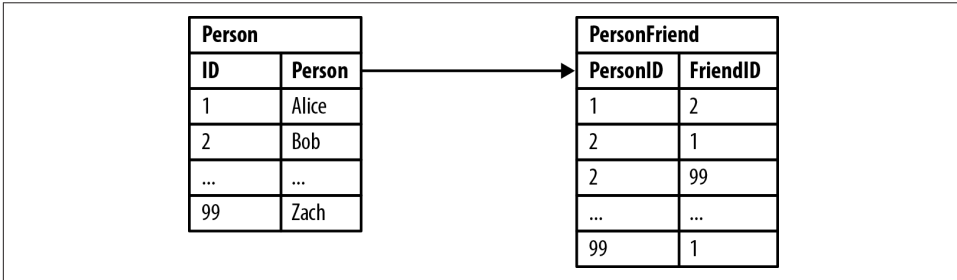 Person
ID Person
1 Alice
2 Bob
... ...
99 Zach
PersonFriend
PersonID FriendID
1 2
2 1
2 99
... ...
99 1